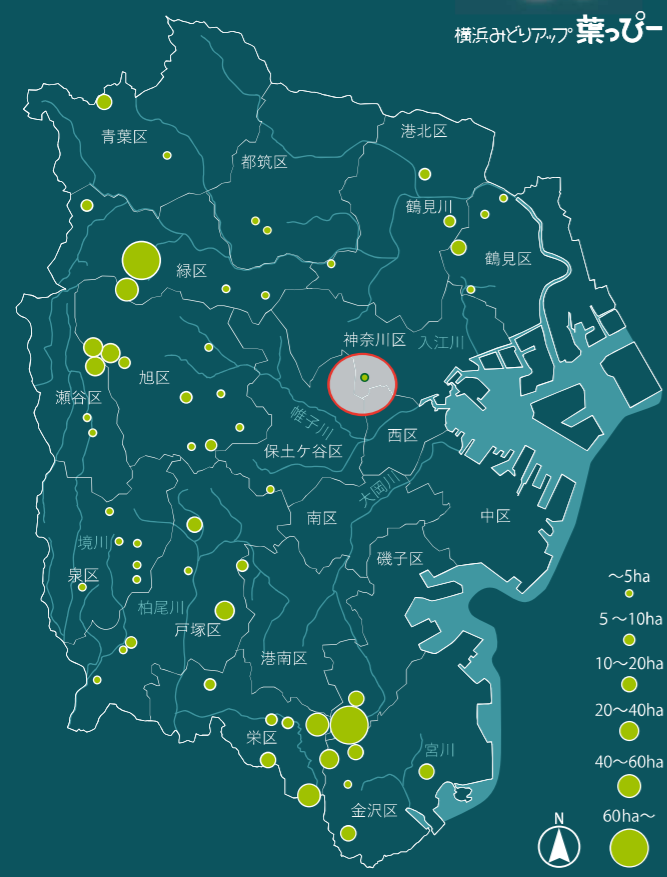 横浜みどりアップ 葉っぴー
港北区
青葉区
都筑区
鶴見川
鶴見区
緑区
神奈川区
入江川
旭区
瀬谷区
帷子川
西区
保土ケ谷区
大岡川
南区
中区
境川
磯子区
泉区
柏尾川
戸塚区
港南区
栄区
宮川
金沢区
～5ha
5～10ha
10～20ha
20～40ha
40～60ha
60ha～
N